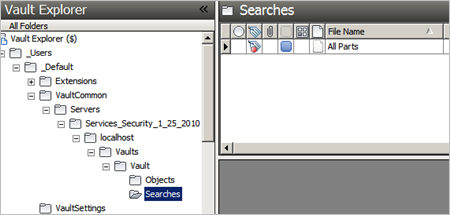 Vault Explorer
All Folders
Vault Explorer ($)
_Users
_Default
Extensions
VaultCommon
Servers
Services_Security_1_25_2010
localhost
Vaults
Vault
Objects
Searches
VaultSettings
Searches
File Name
All Parts